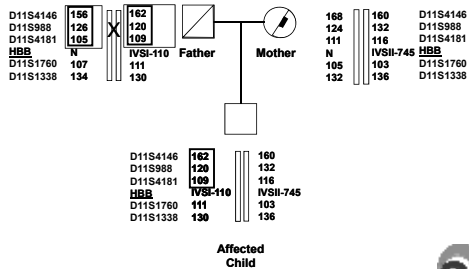 D11S4146 156 162 168 160 D11S4146
D11S988 126 120 124 132 D11S988
D11S4181 105 109 111 116 D11S4181
HBB N IVSI-110 N IVSII-745 HBB
D11S1760 107 111 105 103 D11S1760
D11S1338 134 130 132 136 D11S1338
X
Father Mother
D11S4146 162 160
D11S988 120 132
D11S4181 109 116
HBB IVSI-110 IVSII-745
D11S1760 111 103
D11S1338 130 136
Affected
Child